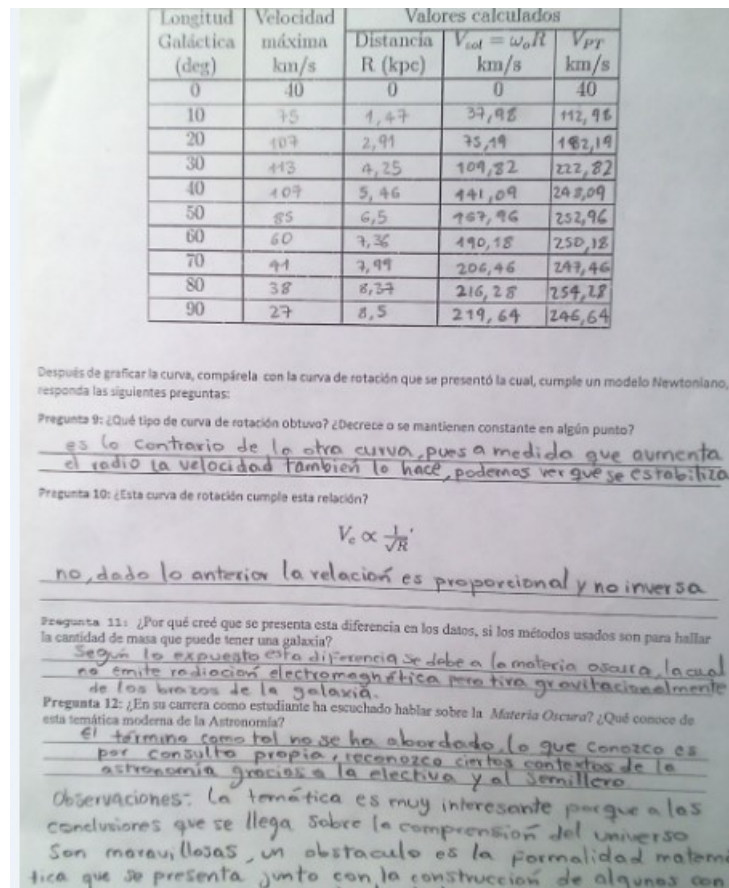 Longitud Velocidad Valores calculados
Galáctica máxima Distancia V_sol = ω_oR V_PT
(deg) km/s R (kpc) km/s km/s
0 40 0 0 40
10 75 1,47 37,98 112,98
20 107 2,91 75,19 182,19
30 113 4,25 109,82 222,82
40 107 5,46 141,09 248,09
50 85 6,5 167,96 252,96
60 60 7,36 190,18 250,18
70 41 7,99 206,46 247,46
80 38 8,37 216,28 254,28
90 27 8,5 219,64 246,64
Después de graficar la curva, compárela con la curva de rotación que se presentó la cual, cumple un modelo Newtoniano,
responda las siguientes preguntas:
Pregunta 9: ¿Qué tipo de curva de rotación obtuvo? ¿Decrece o se mantienen constante en algún punto?
es lo contrario de la otra curva, pues a medida que aumenta
el radio la velocidad también lo hace, podemos ver que se estabiliza
Pregunta 10: ¿Esta curva de rotación cumple esta relación?
V_c ∝ 1/√R.
no, dado lo anterior la relación es proporcional y no inversa
Pregunta 11: ¿Por qué creé que se presenta esta diferencia en los datos, si los métodos usados son para hallar
la cantidad de masa que puede tener una galaxia?
Según lo expuesto esta diferencia se debe a la materia oscura, la cual
no emite radiación electromagnética pero tira gravitacionalmente
de los brazos de la galaxia.
Pregunta 12: ¿En su carrera como estudiante ha escuchado hablar sobre la Materia Oscura? ¿Qué conoce de
esta temática moderna de la Astronomía?
El término como tal no se ha abordado, lo que conozco es
por consulta propia, reconozco ciertos contextos de la
astronomía gracias a la electiva y al semillero
Observaciones: la temática es muy interesante porque a las
conclusiones que se llega sobre la comprensión del universo
son maravillosas, un obstaculo es la formalidad matemá
tica que se presenta junto con la construcción de algunas con